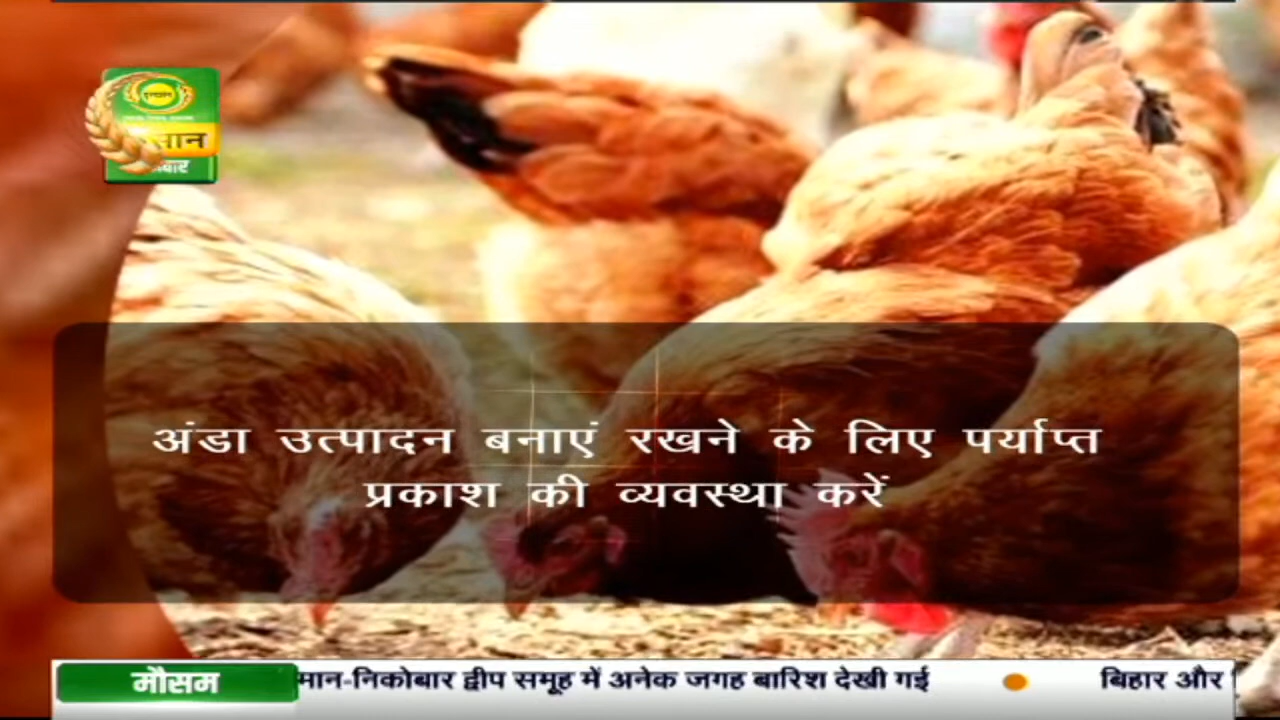 सान
अंडा उत्पादन बनाएं रखने के लिए पर्याप्त
प्रकाश की व्यवस्था करें
मौसम
मान-निकोबार द्वीप समूह में अनेक जगह बारिश देखी गई
बिहार और